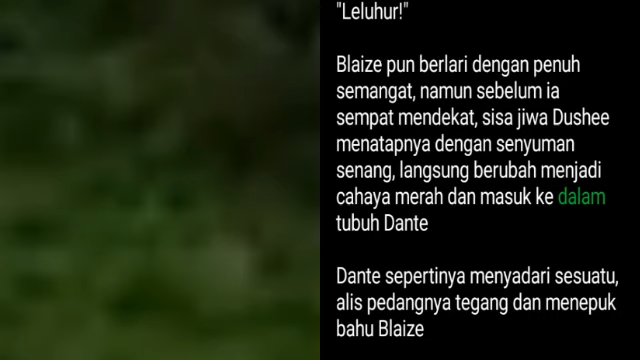 "Leluhur!"
Blaize pun berlari dengan penuh
semangat, namun sebelum ia
sempat mendekat, sisa jiwa Dushee
menatapnya dengan senyuman
senang, langsung berubah menjadi
cahaya merah dan masuk ke dalam
tubuh Dante
Dante sepertinya menyadari sesuatu,
alis pedangnya tegang dan menepuk
bahu Blaize